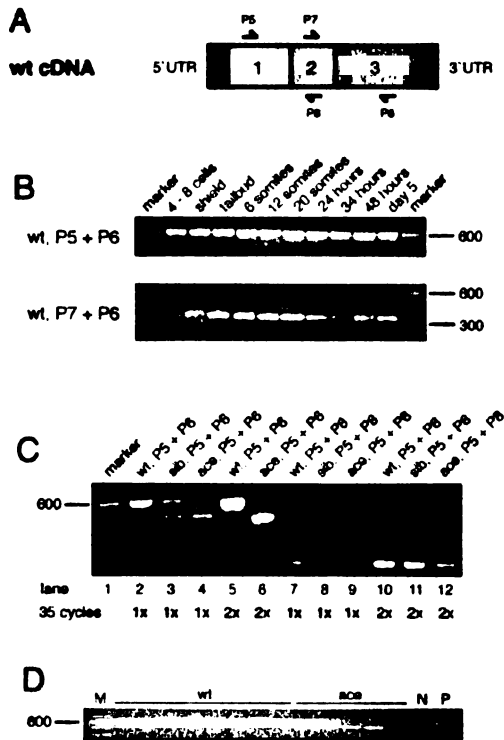 A
P5 P7
wt cDNA 5´UTR 1 2 3 3´UTR
P8 P6
B
marker 4 - 8 cells shield tailbud 6 somites 12 somites 20 somites 24 hours 34 hours 48 hours day 5 marker
wt, P5 + P6 600
600
wt, P7 + P6 300
C
marker wt, P5 + P6 sib, P5 + P6 ace, P5 + P6 wt, P5 + P6 ace, P5 + P6 wt, P5 + P8 sib, P5 + P8 ace, P5 + P8 wt, P5 + P8 sib, P5 + P8 ace, P5 + P8
600
lane 1 2 3 4 5 6 7 8 9 10 11 12
35 cycles 1x 1x 1x 2x 2x 1x 1x 1x 2x 2x 2x
D
M wt ace N P
600